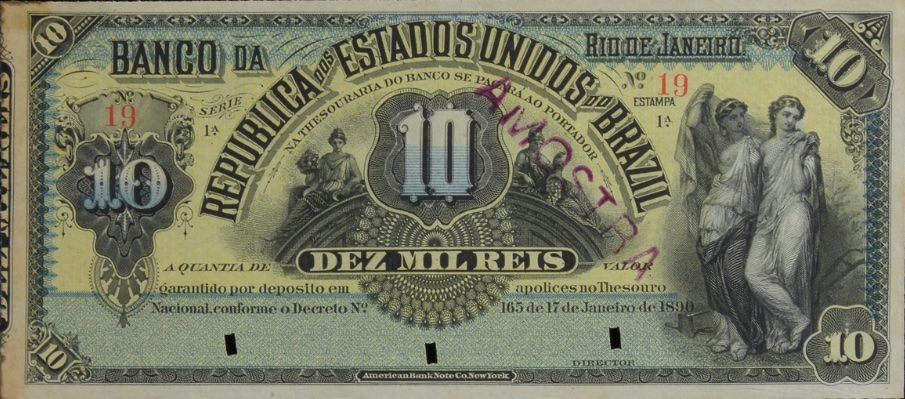 10
BANCO DA
ESTADOS UNIDOS
RIO DE JANEIRO.
10
REPUBLICA DOS
DO BRAZIL
NA THESOURARIA DO BANCO SE PAGARÁ AO PORTADOR
Nº
19
SERIE
1ª
Nº 19
ESTAMPA
1ª
AMOSTRA
10
10
A QUANTIA DE
DEZ MIL REIS
VALOR
garantido por deposito em
apolices no Thesouro
Nacional, conforme o Decreto Nº
165 de 17 de Janeiro de 1890
DIRECTOR
10
10
American Bank Note Co. New York